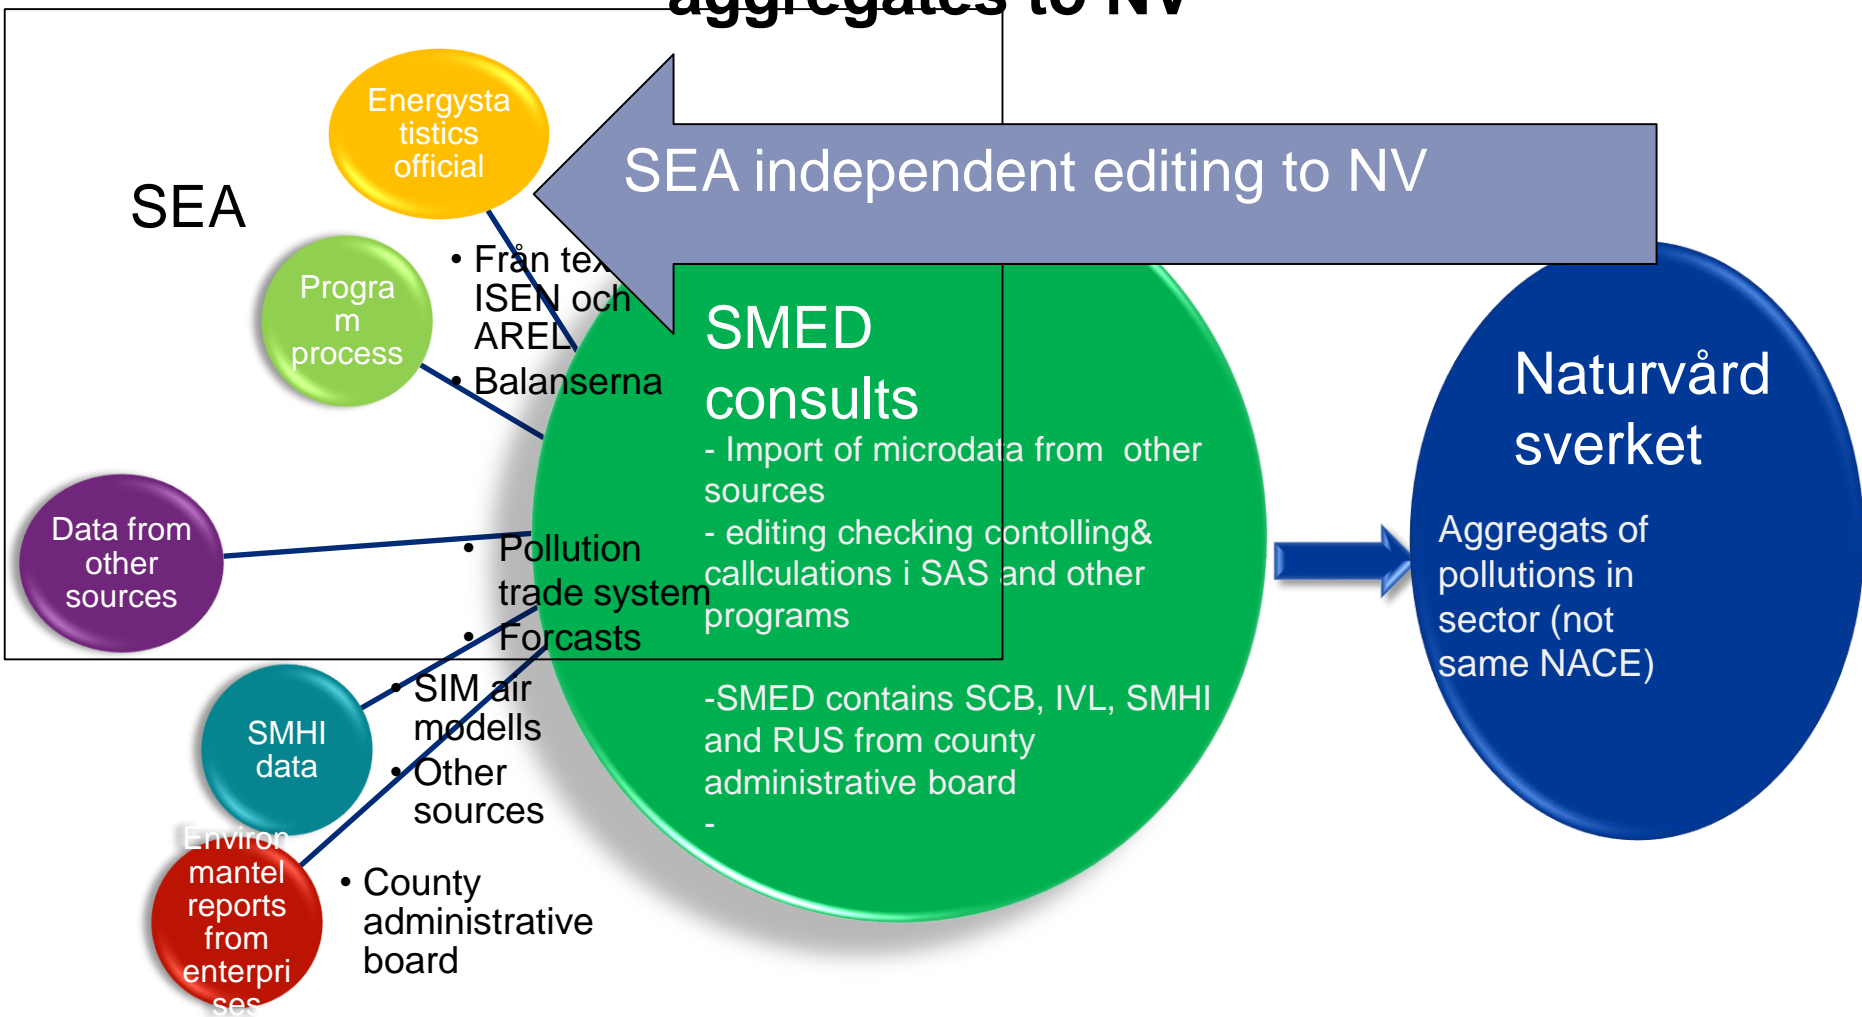 aggregates to NV
Energysta
tistics
official
SEA independent editing to NV
SEA
Progra
m
process
• Från tex
ISEN och
AREL
• Balanserna
SMED
consults
- Import of microdata from other
sources
- editing checking contolling&
callculations i SAS and other
programs
-SMED contains SCB, IVL, SMHI
and RUS from county
administrative board
-
Naturvård
sverket
Aggregats of
pollutions in
sector (not
same NACE)
Data from
other
sources
• Pollution
trade system
• Forcasts
SMHI
data
• SIM air
modells
• Other
sources
Environ
mantel
reports
from
enterpri
ses
• County
administrative
board